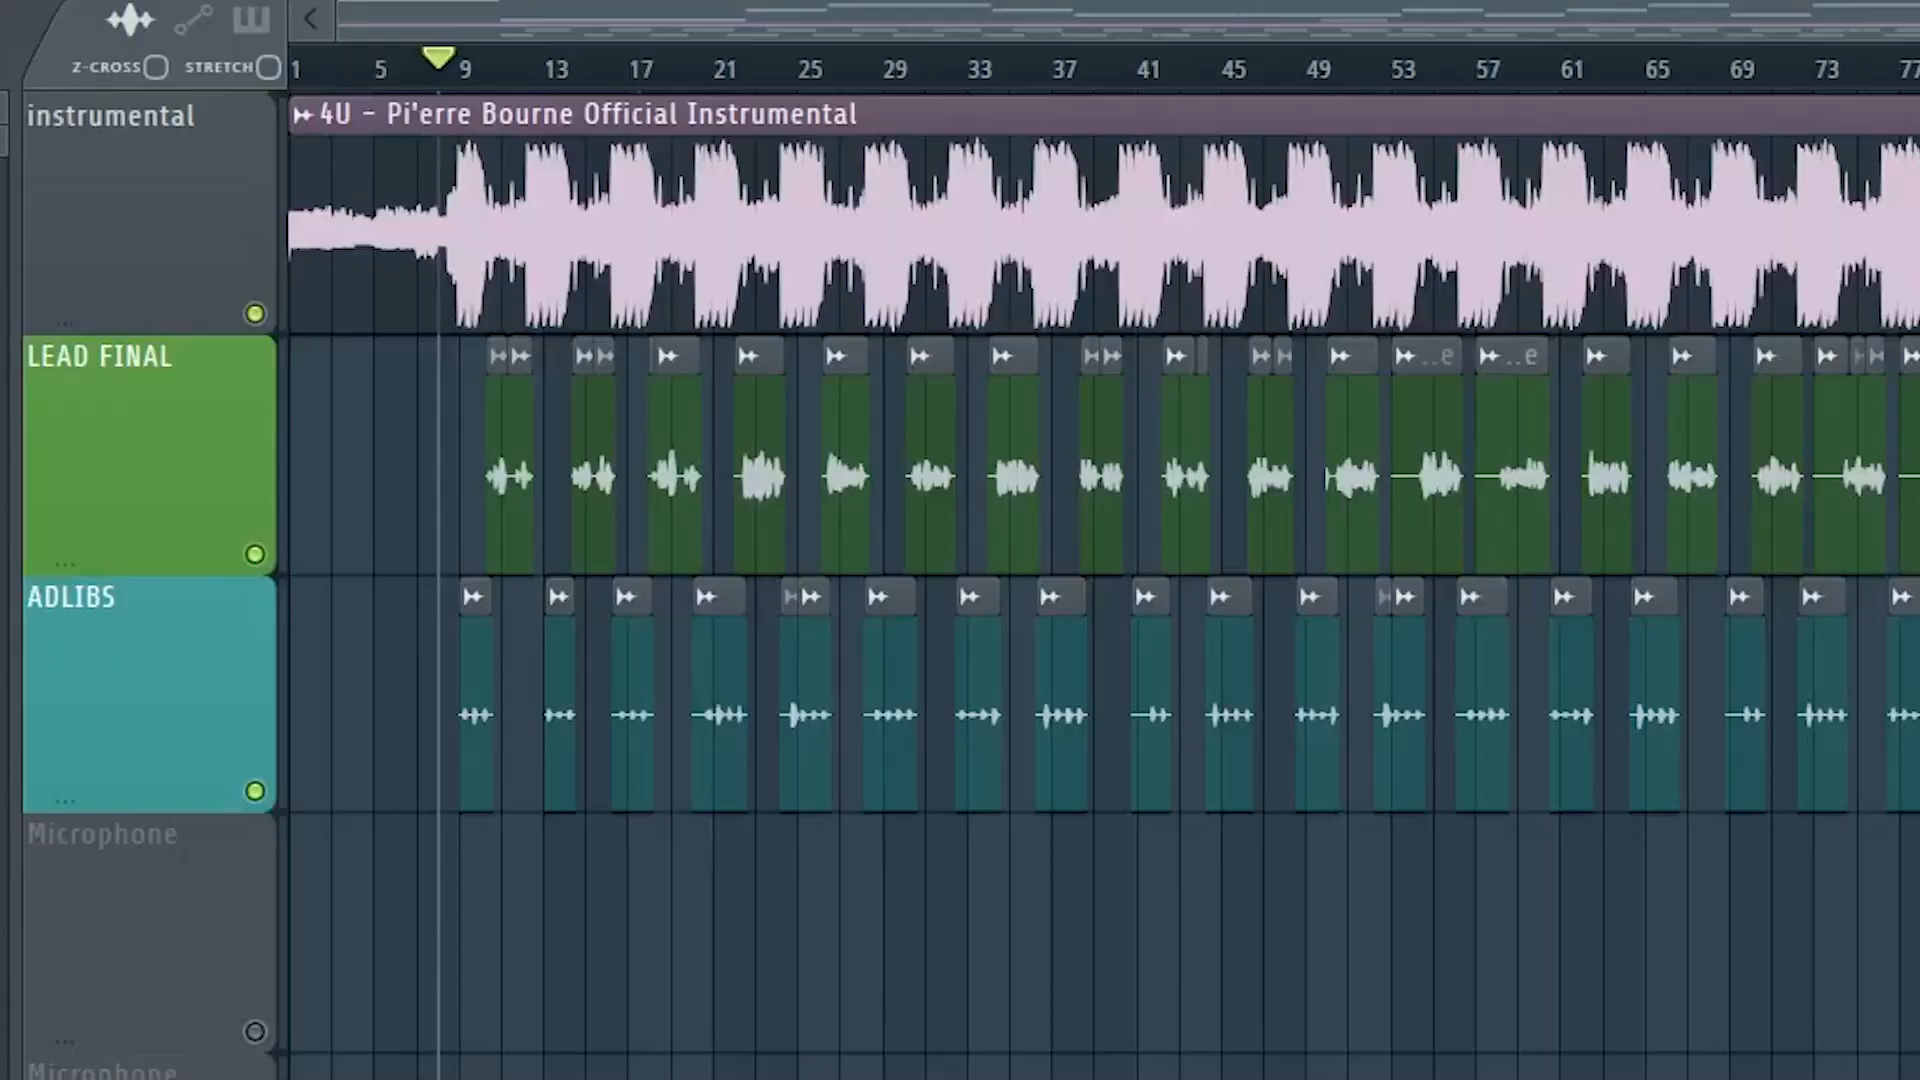 Z-CROSS STRETCH
1 5 9 13 17 21 25 29 33 37 41 45 49 53 57 61 65 69 73 77
instrumental
4U - Pi'erre Bourne Official Instrumental
LEAD FINAL
..e ..e
ADLIBS
Microphone
Microphone